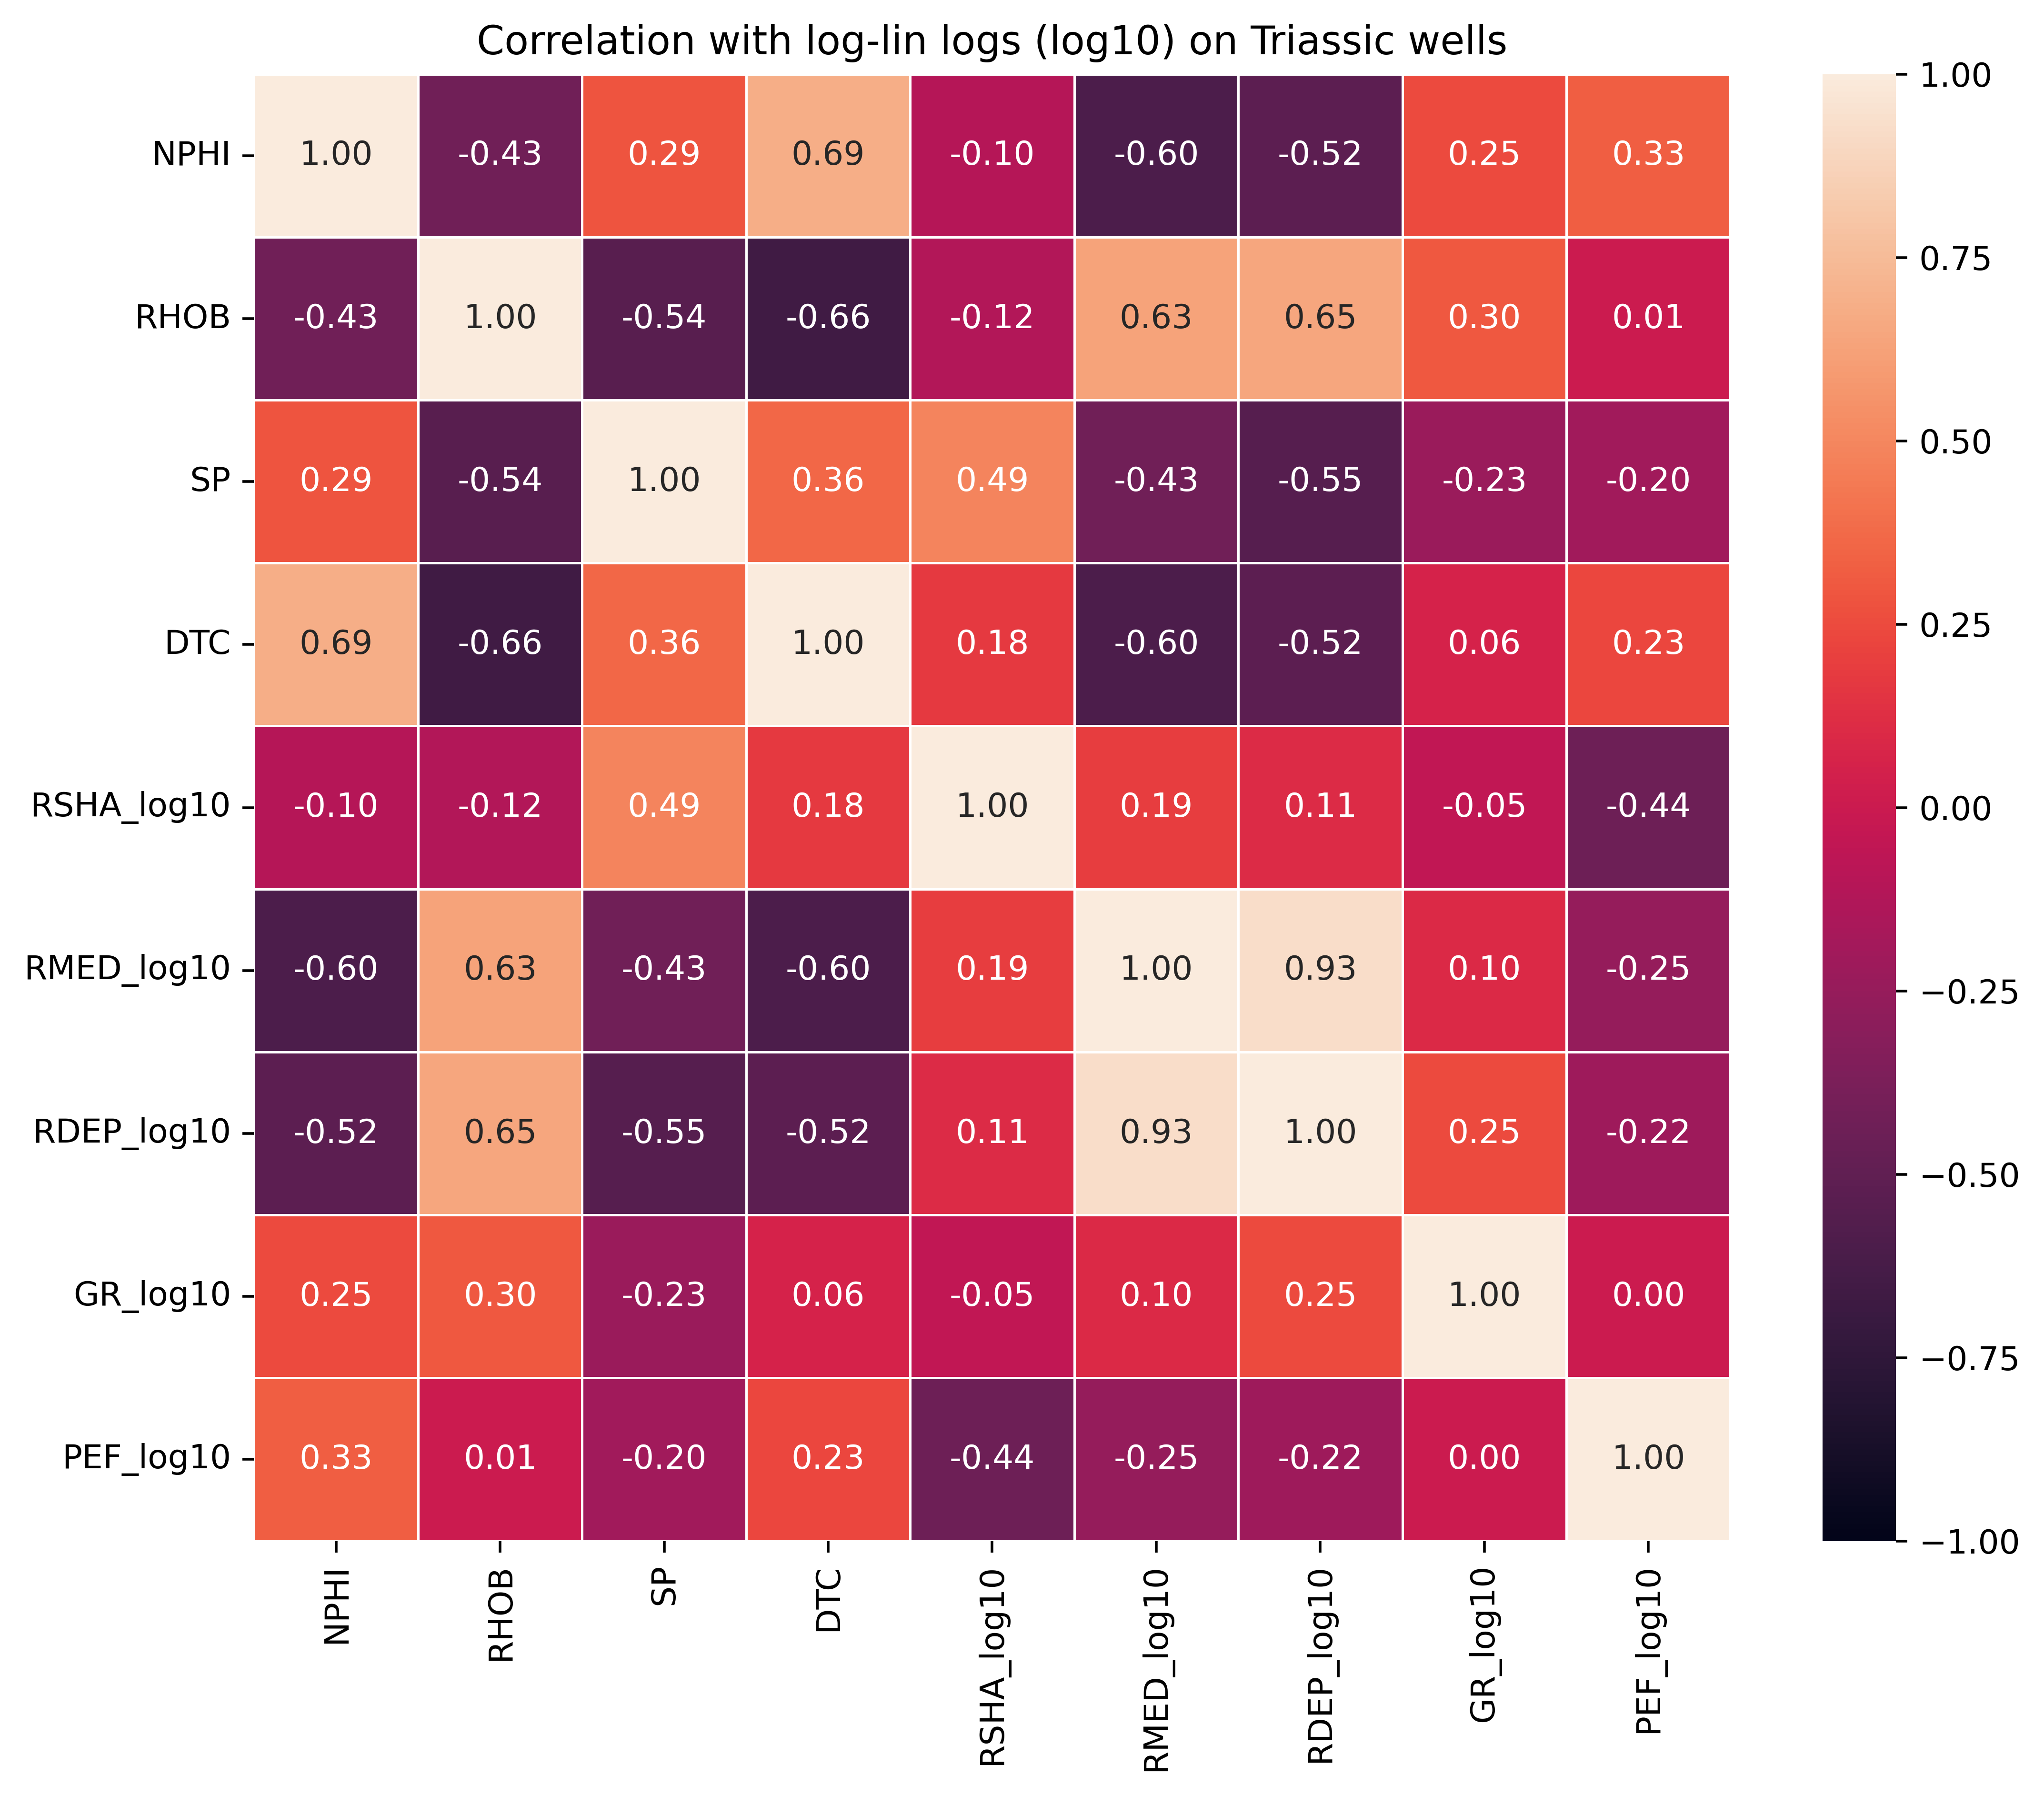 Correlation with log-lin logs (log10) on Triassic wells
NPHI 1.00 -0.43 0.29 0.69 -0.10 -0.60 -0.52 0.25 0.33
RHOB -0.43 1.00 -0.54 -0.66 -0.12 0.63 0.65 0.30 0.01
SP 0.29 -0.54 1.00 0.36 0.49 -0.43 -0.55 -0.23 -0.20
DTC 0.69 -0.66 0.36 1.00 0.18 -0.60 -0.52 0.06 0.23
RSHA_log10 -0.10 -0.12 0.49 0.18 1.00 0.19 0.11 -0.05 -0.44
RMED_log10 -0.60 0.63 -0.43 -0.60 0.19 1.00 0.93 0.10 -0.25
RDEP_log10 -0.52 0.65 -0.55 -0.52 0.11 0.93 1.00 0.25 -0.22
GR_log10 0.25 0.30 -0.23 0.06 -0.05 0.10 0.25 1.00 0.00
PEF_log10 0.33 0.01 -0.20 0.23 -0.44 -0.25 -0.22 0.00 1.00
NPHI RHOB SP DTC RSHA_log10 RMED_log10 RDEP_log10 GR_log10 PEF_log10
1.00
0.75
0.50
0.25
0.00
−0.25
−0.50
−0.75
−1.00